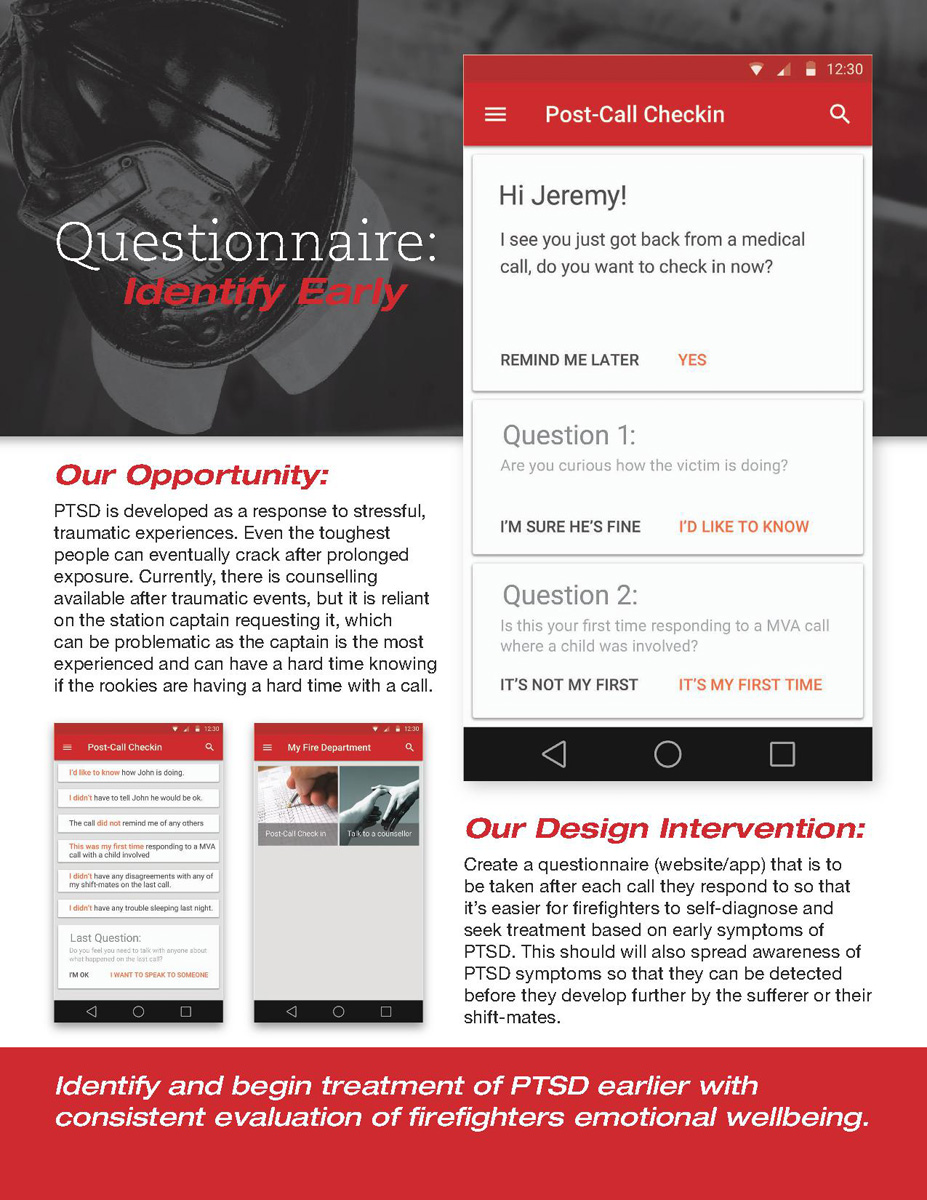 Questionnaire:
Identify Early
12:30
Post-Call Checkin
Hi Jeremy!
I see you just got back from a medical
call, do you want to check in now?
REMIND ME LATER YES
Question 1:
Are you curious how the victim is doing?
I'M SURE HE'S FINE I'D LIKE TO KNOW
Question 2:
Is this your first time responding to a MVA call
where a child was involved?
IT'S NOT MY FIRST IT'S MY FIRST TIME
Our Opportunity:
PTSD is developed as a response to stressful,
traumatic experiences. Even the toughest
people can eventually crack after prolonged
exposure. Currently, there is counselling
available after traumatic events, but it is reliant
on the station captain requesting it, which
can be problematic as the captain is the most
experienced and can have a hard time knowing
if the rookies are having a hard time with a call.
12:30
Post-Call Checkin
I'd like to know how John is doing.
I didn't have to tell John he would be ok.
The call did not remind me of any others
This was my first time responding to a MVA
call with a child involved
I didn't have any disagreements with any of
my shift-mates on the last call.
I didn't have any trouble sleeping last night.
Last Question:
Do you feel you need to talk with anyone about
what happened on the last call?
I'M OK I WANT TO SPEAK TO SOMEONE
12:30
My Fire Department
Post-Call Check in
Talk to a counsellor
Our Design Intervention:
Create a questionnaire (website/app) that is to
be taken after each call they respond to so that
it's easier for firefighters to self-diagnose and
seek treatment based on early symptoms of
PTSD. This should will also spread awareness of
PTSD symptoms so that they can be detected
before they develop further by the sufferer or their
shift-mates.
Identify and begin treatment of PTSD earlier with
consistent evaluation of firefighters emotional wellbeing.